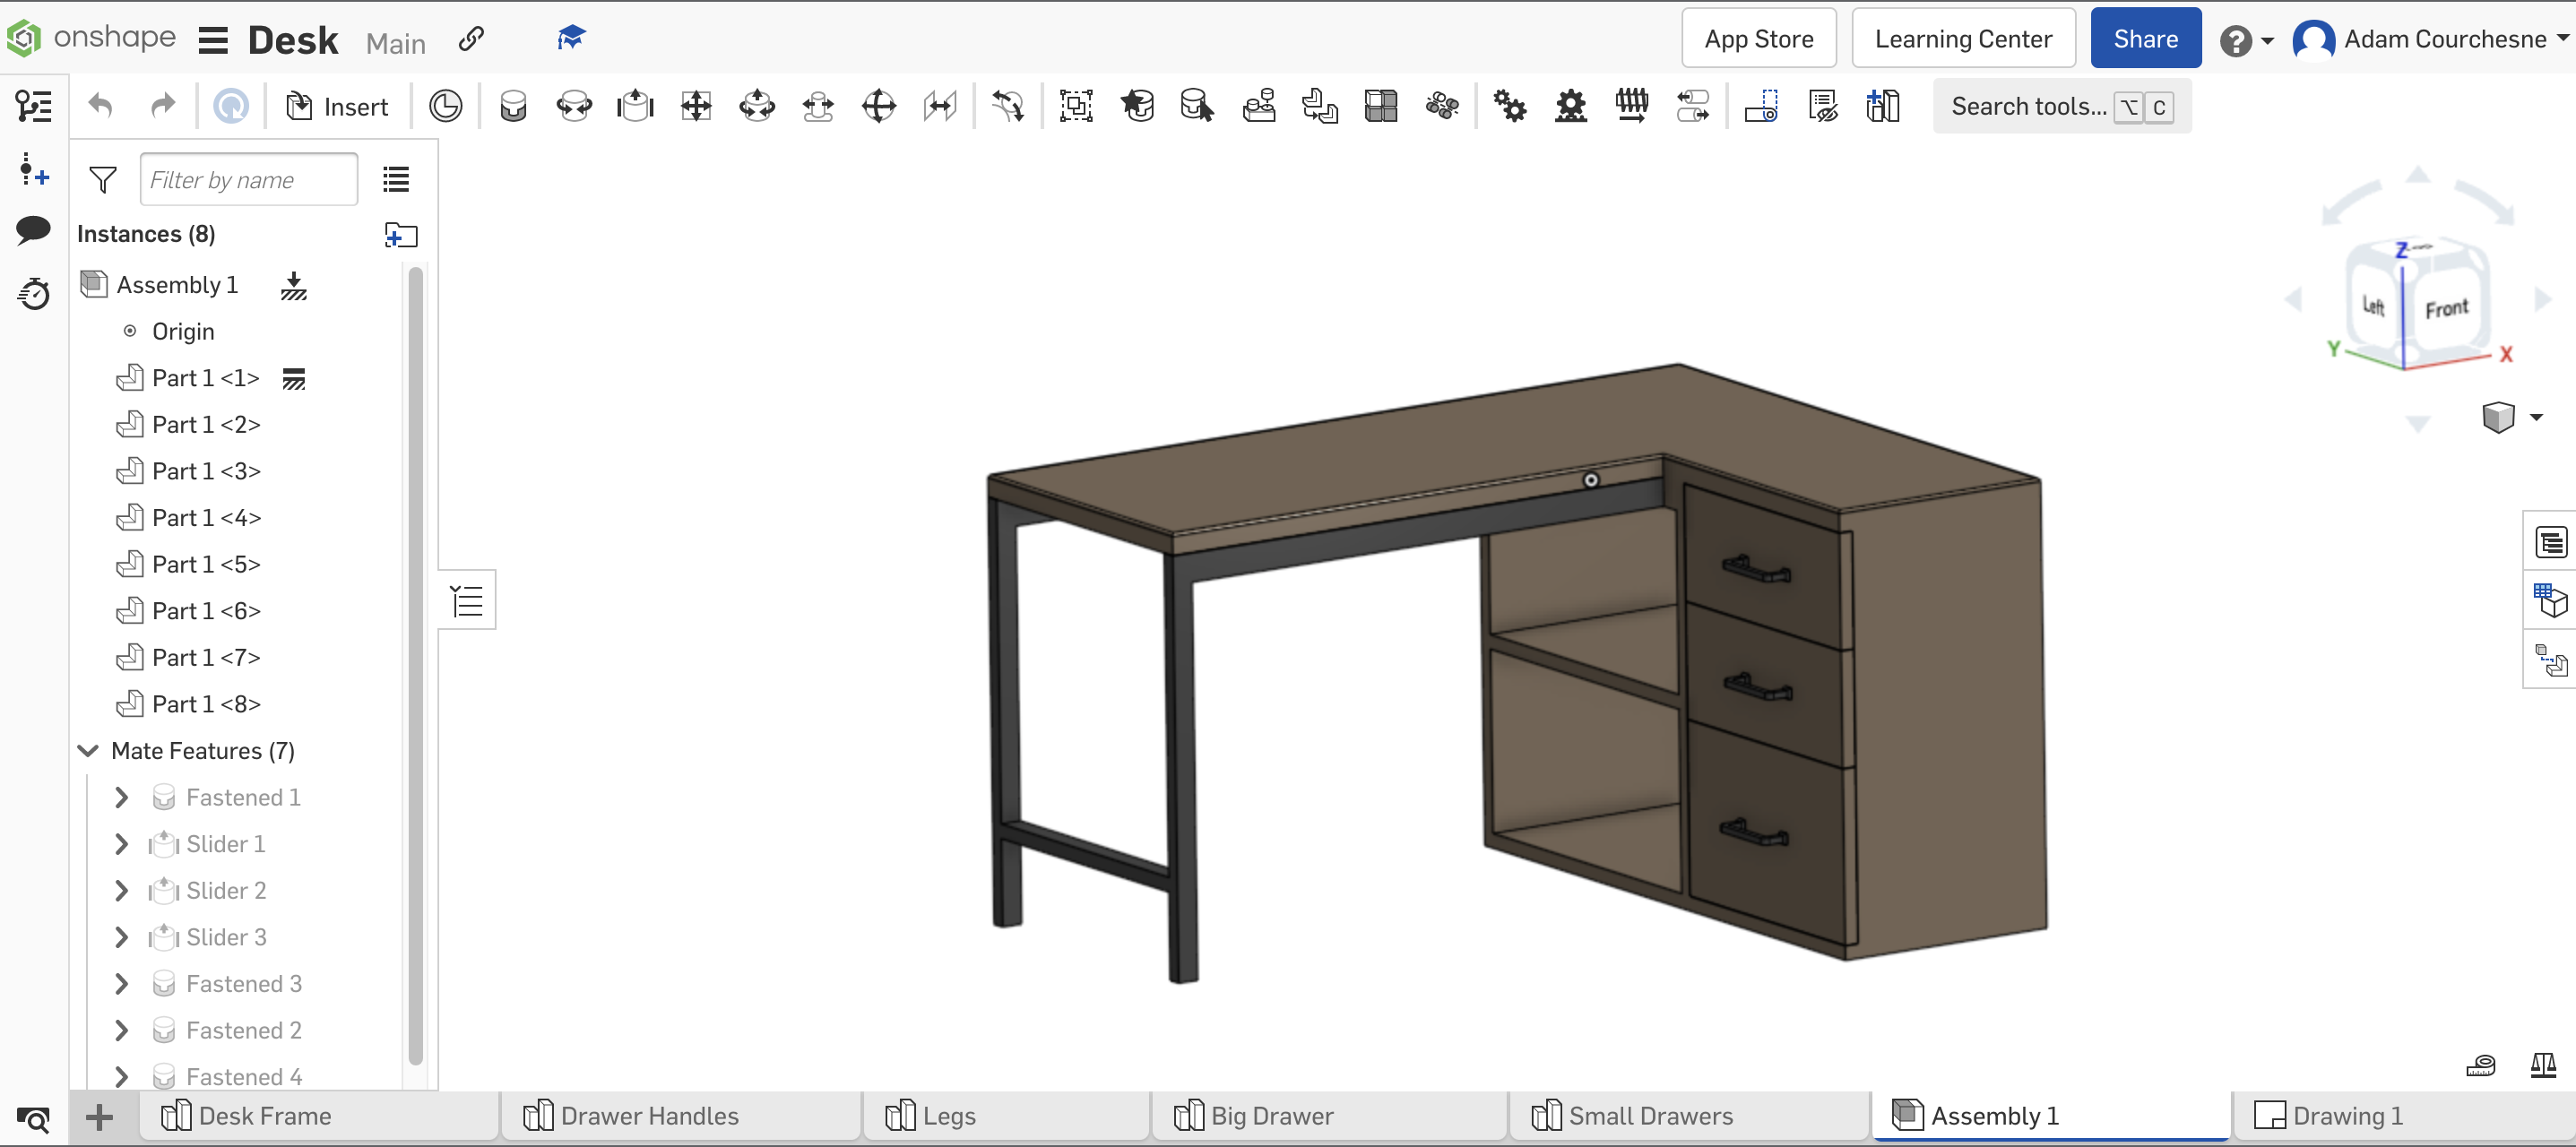 onshape Desk Main App Store Learning Center Share ? Adam Courchesne
Insert Search tools... ⌥ C
Filter by name
Instances (8)
Assembly 1
Origin
Part 1 <1>
Part 1 <2>
Part 1 <3>
Part 1 <4>
Part 1 <5>
Part 1 <6>
Part 1 <7>
Part 1 <8>
Mate Features (7)
Fastened 1
Slider 1
Slider 2
Slider 3
Fastened 3
Fastened 2
Fastened 4
Z
Left Front
Y X
Desk Frame Drawer Handles Legs Big Drawer Small Drawers Assembly 1 Drawing 1